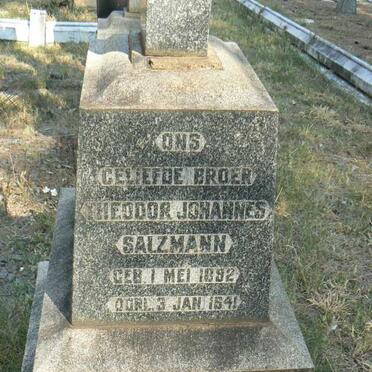 ONS
GELIEFDE BROER
THEODOR JOHANNES
SALZMANN
GEB. 1 MEI 1892
OORL. 3 JAN 1941